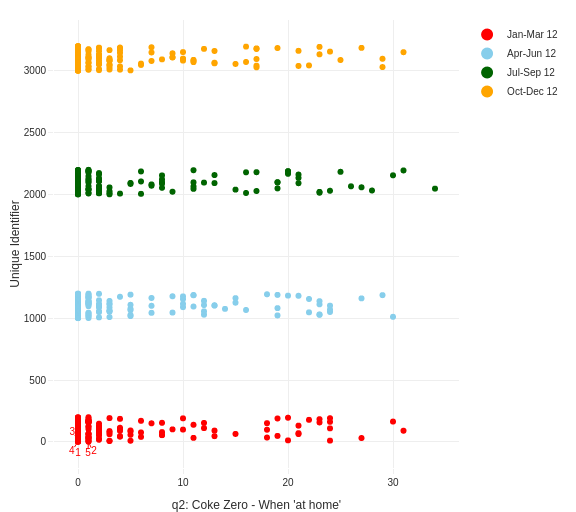 Jan-Mar 12
Apr-Jun 12
Jul-Sep 12
Oct-Dec 12
3000
2500
2000
1500
1000
500
0
Unique Identifier
3
4 1 5 2
0 10 20 30
q2: Coke Zero - When 'at home'